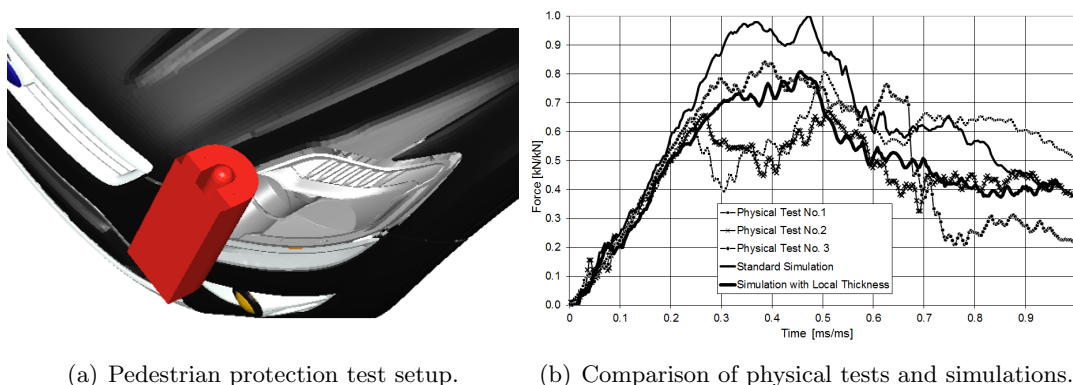 1.0
0.9
0.8
0.7
0.6
0.5
0.4
0.3
0.2
0.1
0.0
Force [kN/kN]
Physical Test No.1
Physical Test No.2
Physical Test No. 3
Standard Simulation
Simulation with Local Thickness
0 0.1 0.2 0.3 0.4 0.5 0.6 0.7 0.8 0.9
Time [ms/ms]
(a) Pedestrian protection test setup.
(b) Comparison of physical tests and simulations.